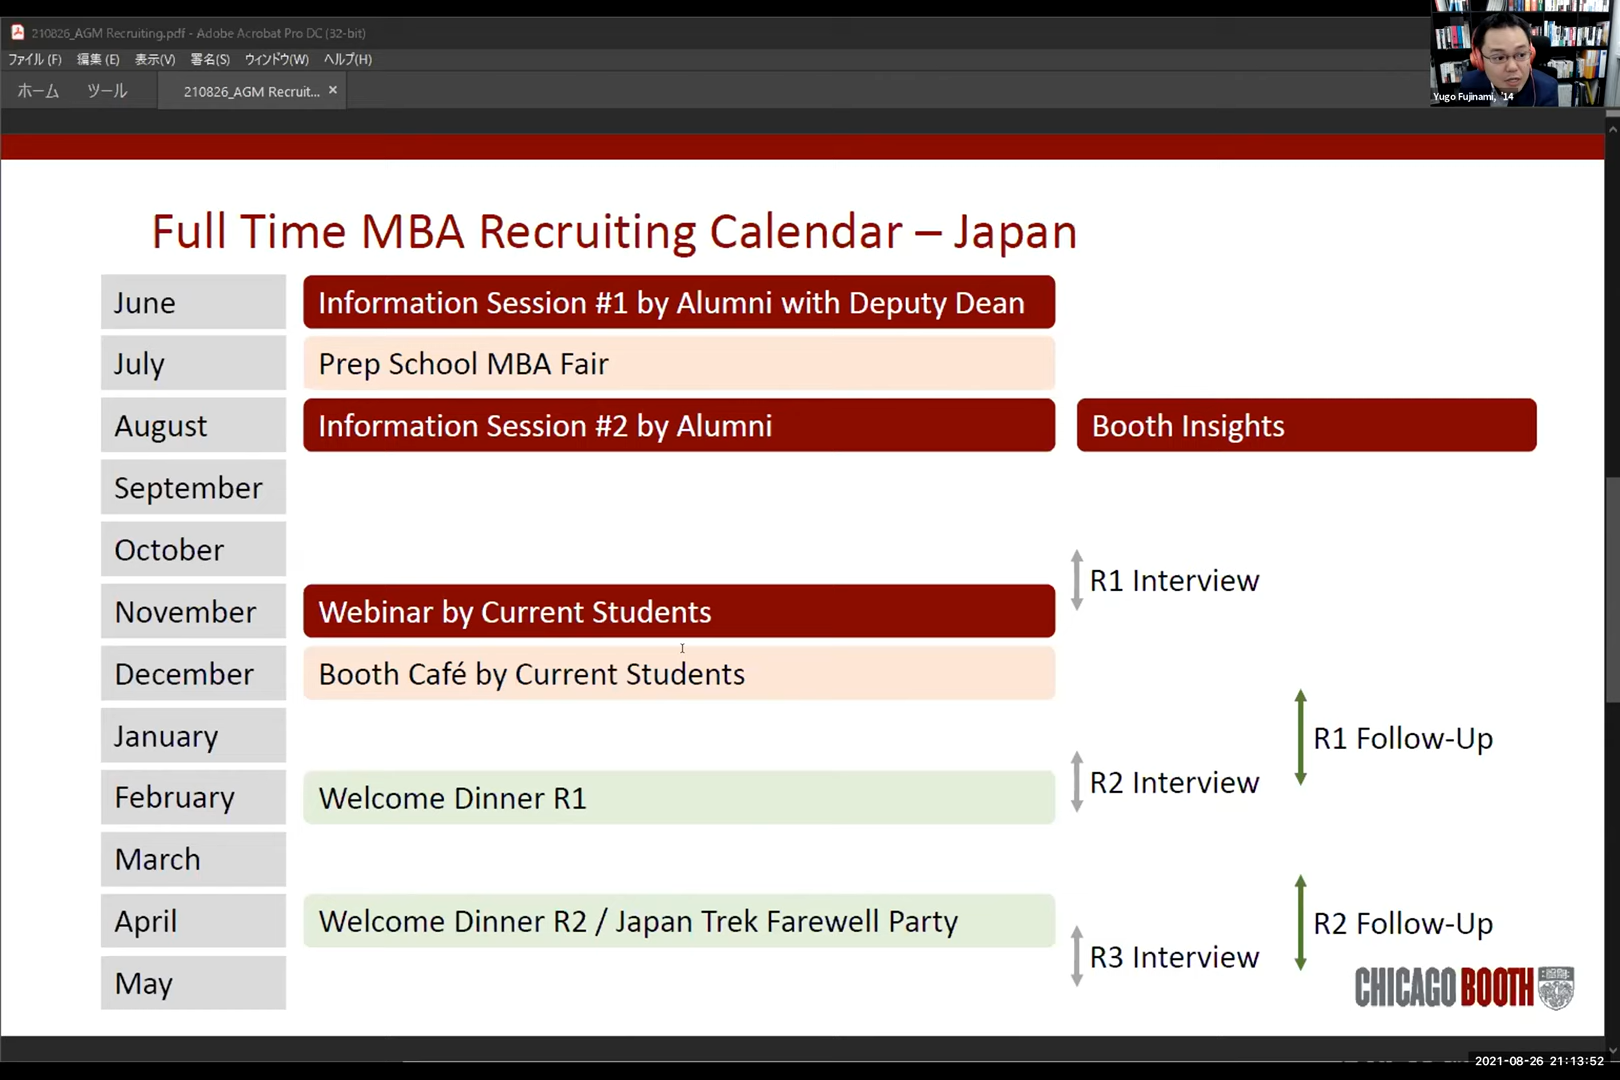 210826_AGM Recruiting.pdf - Adobe Acrobat Pro DC (32-bit)
ファイル(F) 編集(E) 表示(V) 署名(S) ウィンドウ(W) ヘルプ(H)
ホーム ツール 210826_AGM Recruit... ×
Yugo Fujinami, '14
Full Time MBA Recruiting Calendar – Japan
June Information Session #1 by Alumni with Deputy Dean
July Prep School MBA Fair
August Information Session #2 by Alumni Booth Insights
September
October
R1 Interview
November Webinar by Current Students
December Booth Café by Current Students
January R1 Follow-Up
R2 Interview
February Welcome Dinner R1
March
April Welcome Dinner R2 / Japan Trek Farewell Party R2 Follow-Up
R3 Interview
May
CHICAGO BOOTH
2021-08-26 21:13:52